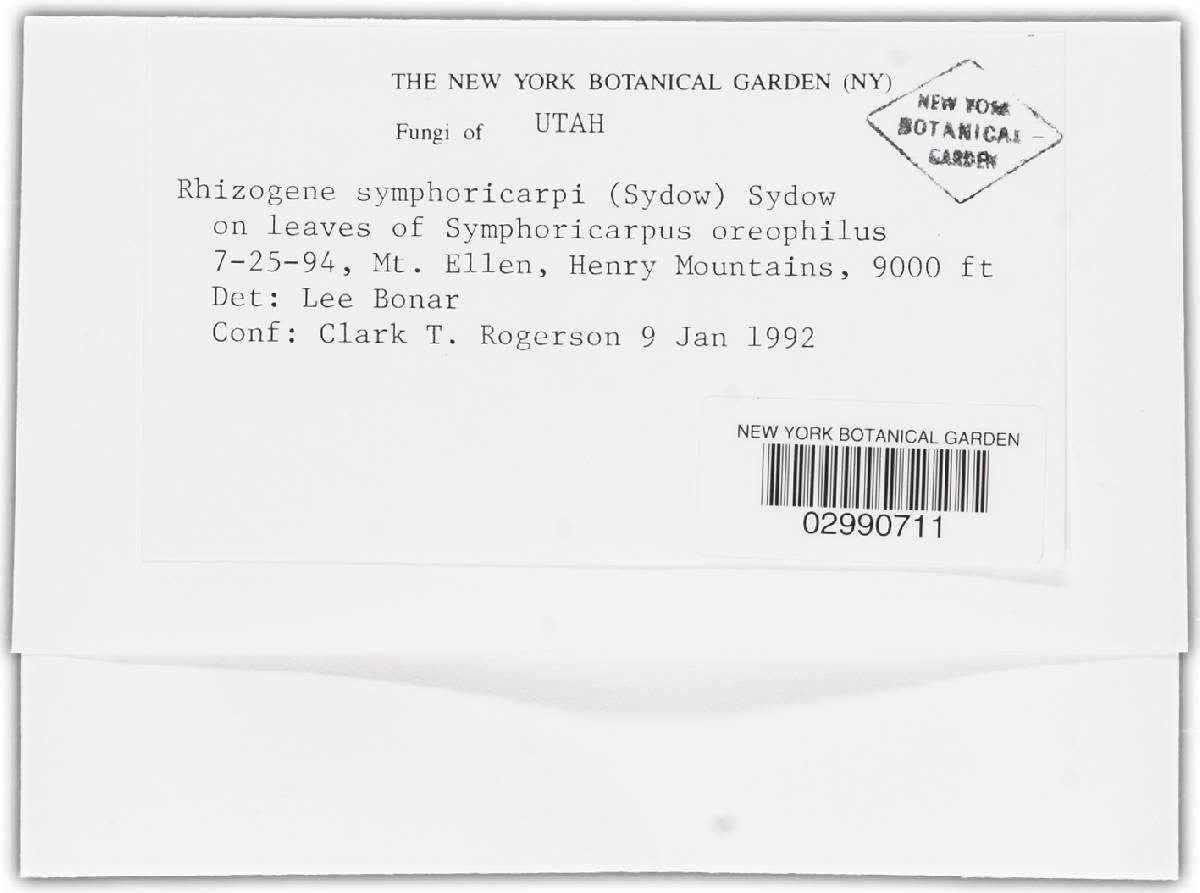 THE NEW YORK BOTANICAL GARDEN (NY)
Fungi of UTAH
NEW YORK
BOTANICAL
GARDEN
Rhizogene symphoricarpi (Sydow) Sydow
on leaves of Symphoricarpus oreophilus
7-25-94, Mt. Ellen, Henry Mountains, 9000 ft
Det: Lee Bonar
Conf: Clark T. Rogerson 9 Jan 1992
NEW YORK BOTANICAL GARDEN
02990711